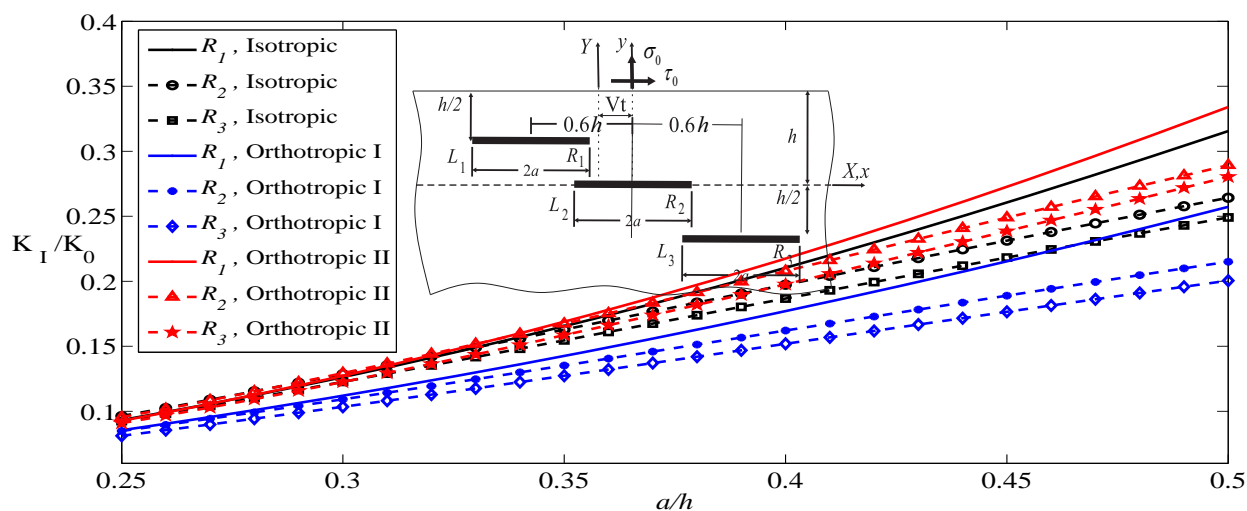 0.4
0.35
0.3
0.25
0.2
0.15
0.1
K_I/K_0
R_1, Isotropic
R_2, Isotropic
R_3, Isotropic
R_1, Orthotropic I
R_2, Orthotropic I
R_3, Orthotropic I
R_1, Orthotropic II
R_2, Orthotropic II
R_3, Orthotropic II
Y y
σ_0
τ_0
h/2 Vt
0.6h 0.6h h
L_1 2a R_1
X,x
L_2 2a R_2 h/2
L_3 2a R_3
0.25 0.3 0.35 0.4 0.45 0.5
a/h